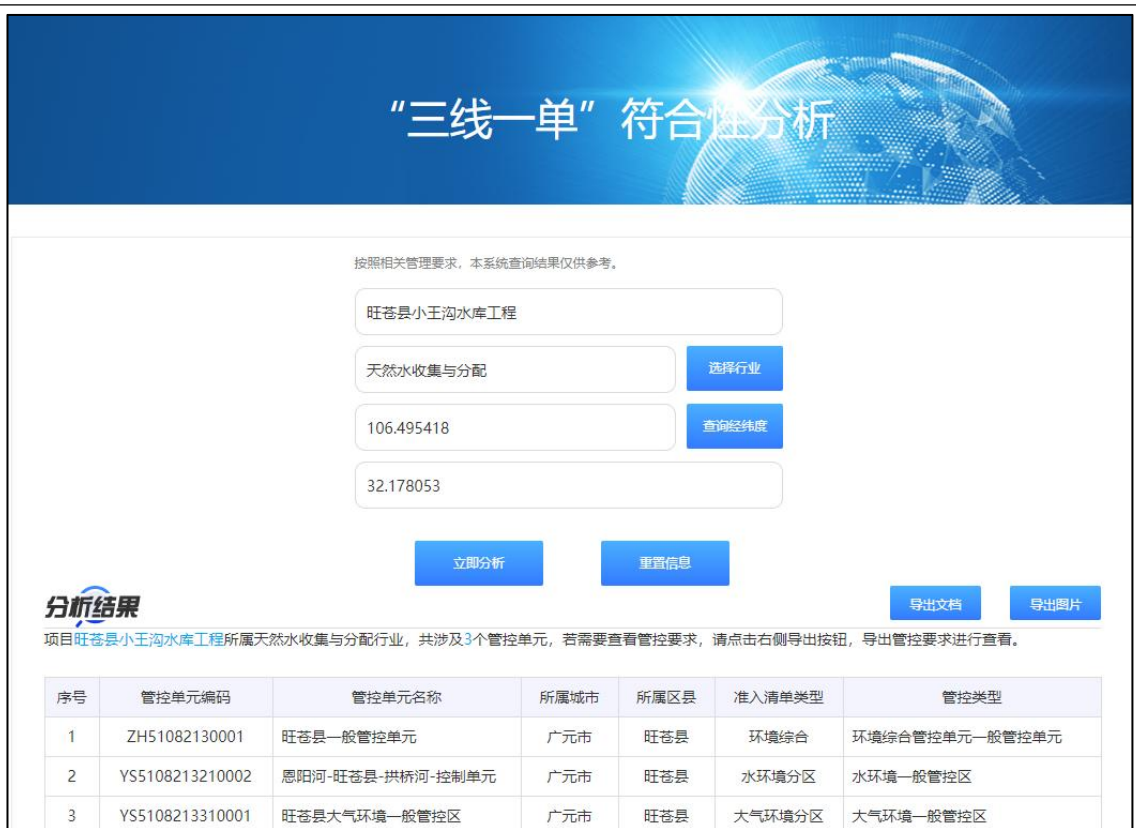 “三线一单”符合性分析
按照相关管理要求，本系统查询结果仅供参考。
旺苍县小王沟水库工程
天然水收集与分配 选择行业
106.495418 查询经纬度
32.178053
立即分析 重置信息
分析结果 导出文档 导出图片
项目旺苍县小王沟水库工程所属天然水收集与分配行业，共涉及3个管控单元，若需要查看管控要求，请点击右侧导出按钮，导出管控要求进行查看。
序号 管控单元编码 管控单元名称 所属城市 所属区县 准入清单类型 管控类型
1 ZH51082130001 旺苍县一般管控单元 广元市 旺苍县 环境综合 环境综合管控单元一般管控单元
2 YS5108213210002 恩阳河-旺苍县-拱桥河-控制单元 广元市 旺苍县 水环境分区 水环境一般管控区
3 YS5108213310001 旺苍县大气环境一般管控区 广元市 旺苍县 大气环境分区 大气环境一般管控区